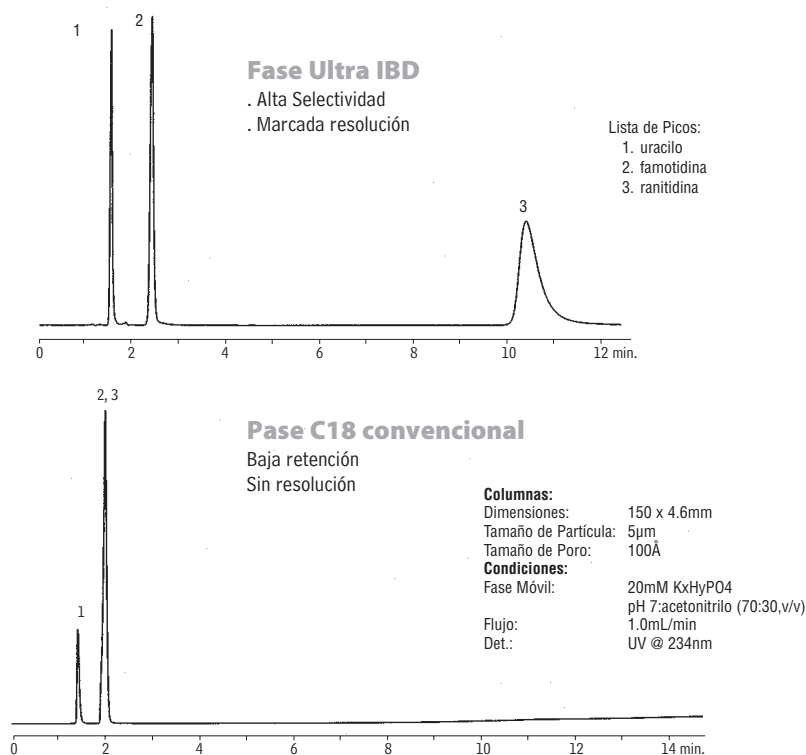 1
2
Fase Ultra IBD
. Alta Selectividad
. Marcada resolución
Lista de Picos:
1. uracilo
2. famotidina
3. ranitidina
3
0 2 4 6 8 10 12 min.
2, 3
Pase C18 convencional
Baja retención
Sin resolución
Columnas:
Dimensiones: 150 x 4.6mm
Tamaño de Partícula: 5µm
Tamaño de Poro: 100Å
Condiciones:
Fase Móvil: 20mM KxHyPO4
pH 7:acetonitrilo (70:30,v/v)
Flujo: 1.0mL/min
Det.: UV @ 234nm
1
0 2 4 6 8 10 12 14 min.